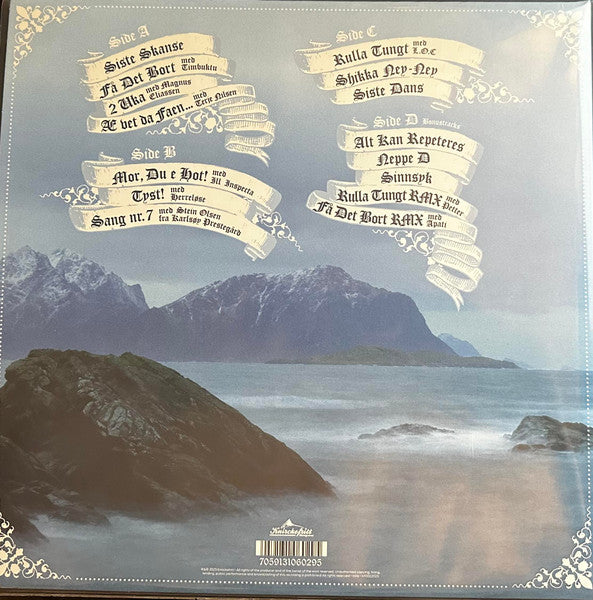 Side A
Siste Skanse
Få Det Bort med Timbuktu
2 Uka med Magnus Eliassen
Æ vet da Faen... med Terje Nilsen
Side B
Mor, Du e Hot! med Ill Inspecta
Tyst! med Herreløse
Sang nr.7 med Stein Olsen fra Karlsøy Prestegård
Side C
Rulla Tungt med L.O.C
Shikka Ney-Ney
Siste Dans
Side D Bonustracks
Alt Kan Repeteres
Neppe D
Sinnsyk
Rulla Tungt RMX med Petter
Få Det Bort RMX med Apati
Knirckefritt
7059131060295